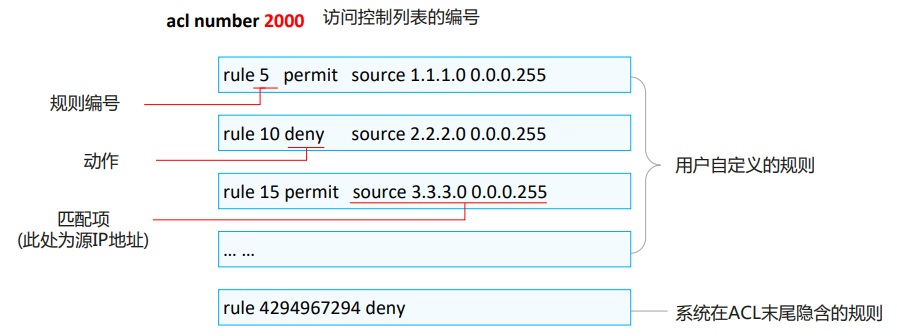 acl number 2000 访问控制列表的编号
rule 5 permit source 1.1.1.0 0.0.0.255
规则编号
rule 10 deny source 2.2.2.0 0.0.0.255
动作
用户自定义的规则
rule 15 permit source 3.3.3.0 0.0.0.255
匹配项
(此处为源IP地址)
... ...
rule 4294967294 deny
系统在ACL末尾隐含的规则